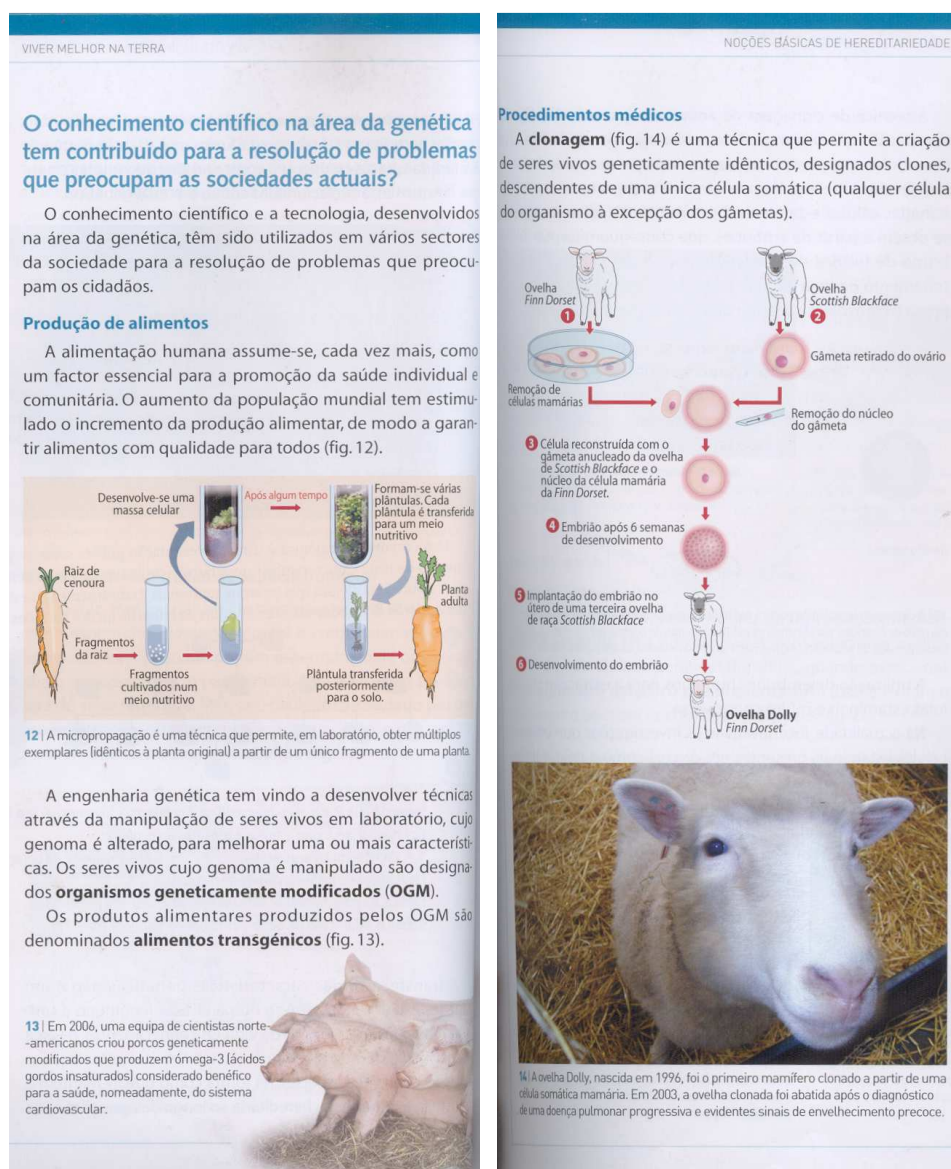 VIVER MELHOR NA TERRA
O conhecimento científico na área da genética
tem contribuído para a resolução de problemas
que preocupam as sociedades actuais?
O conhecimento científico e a tecnologia, desenvolvidos
na área da genética, têm sido utilizados em vários sectores
da sociedade para a resolução de problemas que preocu-
pam os cidadãos.
Produção de alimentos
A alimentação humana assume-se, cada vez mais, como
um factor essencial para a promoção da saúde individual e
comunitária. O aumento da população mundial tem estimu-
lado o incremento da produção alimentar, de modo a garan-
tir alimentos com qualidade para todos (fig. 12).
Desenvolve-se uma
massa celular
Após algum tempo
Formam-se várias
plântulas. Cada
plântula é transferida
para um meio
nutritivo
Raiz de
cenoura
Planta
adulta
Fragmentos
da raiz
Fragmentos
cultivados num
meio nutritivo
Plântula transferida
posteriormente
para o solo.
12 | A micropropagação é uma técnica que permite, em laboratório, obter múltiplos
exemplares (idênticos à planta original) a partir de um único fragmento de uma planta.
A engenharia genética tem vindo a desenvolver técnicas
através da manipulação de seres vivos em laboratório, cujo
genoma é alterado, para melhorar uma ou mais característi-
cas. Os seres vivos cujo genoma é manipulado são designa-
dos organismos geneticamente modificados (OGM).
Os produtos alimentares produzidos pelos OGM são
denominados alimentos transgénicos (fig. 13).
13 | Em 2006, uma equipa de cientistas norte-
-americanos criou porcos geneticamente
modificados que produzem ómega-3 (ácidos
gordos insaturados) considerado benéfico
para a saúde, nomeadamente, do sistema
cardiovascular.
NOÇÕES BÁSICAS DE HEREDITARIEDADE
Procedimentos médicos
A clonagem (fig. 14) é uma técnica que permite a criação
de seres vivos geneticamente idênticos, designados clones,
descendentes de uma única célula somática (qualquer célula
do organismo à excepção dos gâmetas).
Ovelha
Finn Dorset
1
Ovelha
Scottish Blackface
2
Gâmeta retirado do ovário
Remoção de
células mamárias
Remoção do núcleo
do gâmeta
3 Célula reconstruída com o
gâmeta anucleado da ovelha
de Scottish Blackface e o
núcleo da célula mamária
da Finn Dorset.
4 Embrião após 6 semanas
de desenvolvimento
5 Implantação do embrião no
útero de uma terceira ovelha
de raça Scottish Blackface
6 Desenvolvimento do embrião
Ovelha Dolly
Finn Dorset
14 | A ovelha Dolly, nascida em 1996, foi o primeiro mamífero clonado a partir de uma
célula somática mamária. Em 2003, a ovelha clonada foi abatida após o diagnóstico
de uma doença pulmonar progressiva e evidentes sinais de envelhecimento precoce.